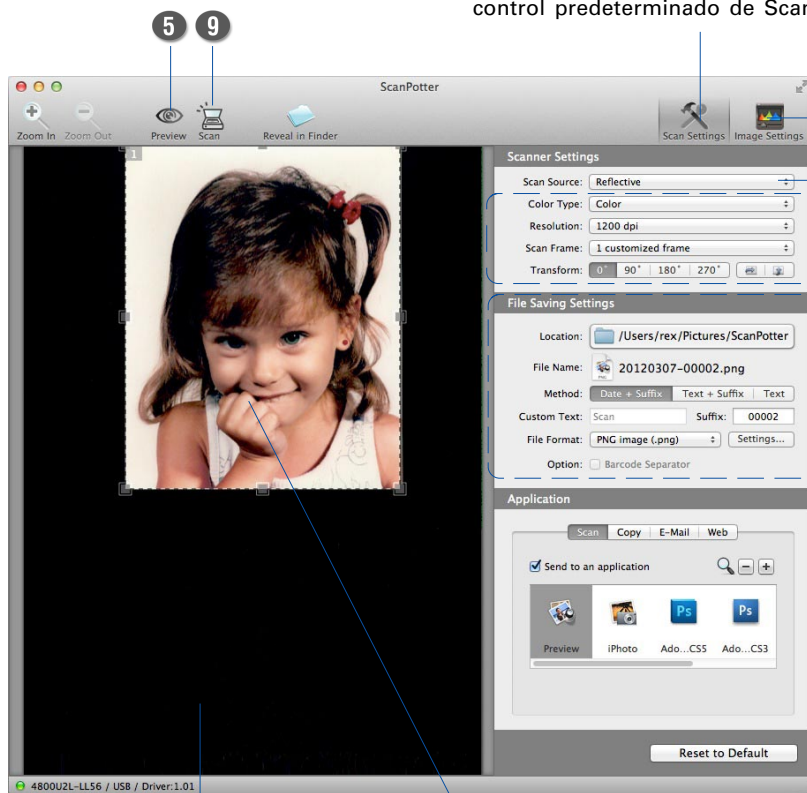 control predeterminado de Scan
5 9
ScanPotter
Zoom In Zoom Out Preview Scan Reveal in Finder Scan Settings Image Settings
1
Scanner Settings
Scan Source: Reflective
Color Type: Color
Resolution: 1200 dpi
Scan Frame: 1 customized frame
Transform: 0° 90° 180° 270°
File Saving Settings
Location: /Users/rex/Pictures/ScanPotter
File Name: 20120307-00002.png
Method: Date + Suffix Text + Suffix Text
Custom Text: Scan Suffix: 00002
File Format: PNG image (.png) Settings...
Option: Barcode Separator
Application
Scan Copy E-Mail Web
Send to an application
Ps Ps
Preview iPhoto Ado...CS5 Ado...CS3
Reset to Default
4800U2L-LL56 / USB / Driver:1.01